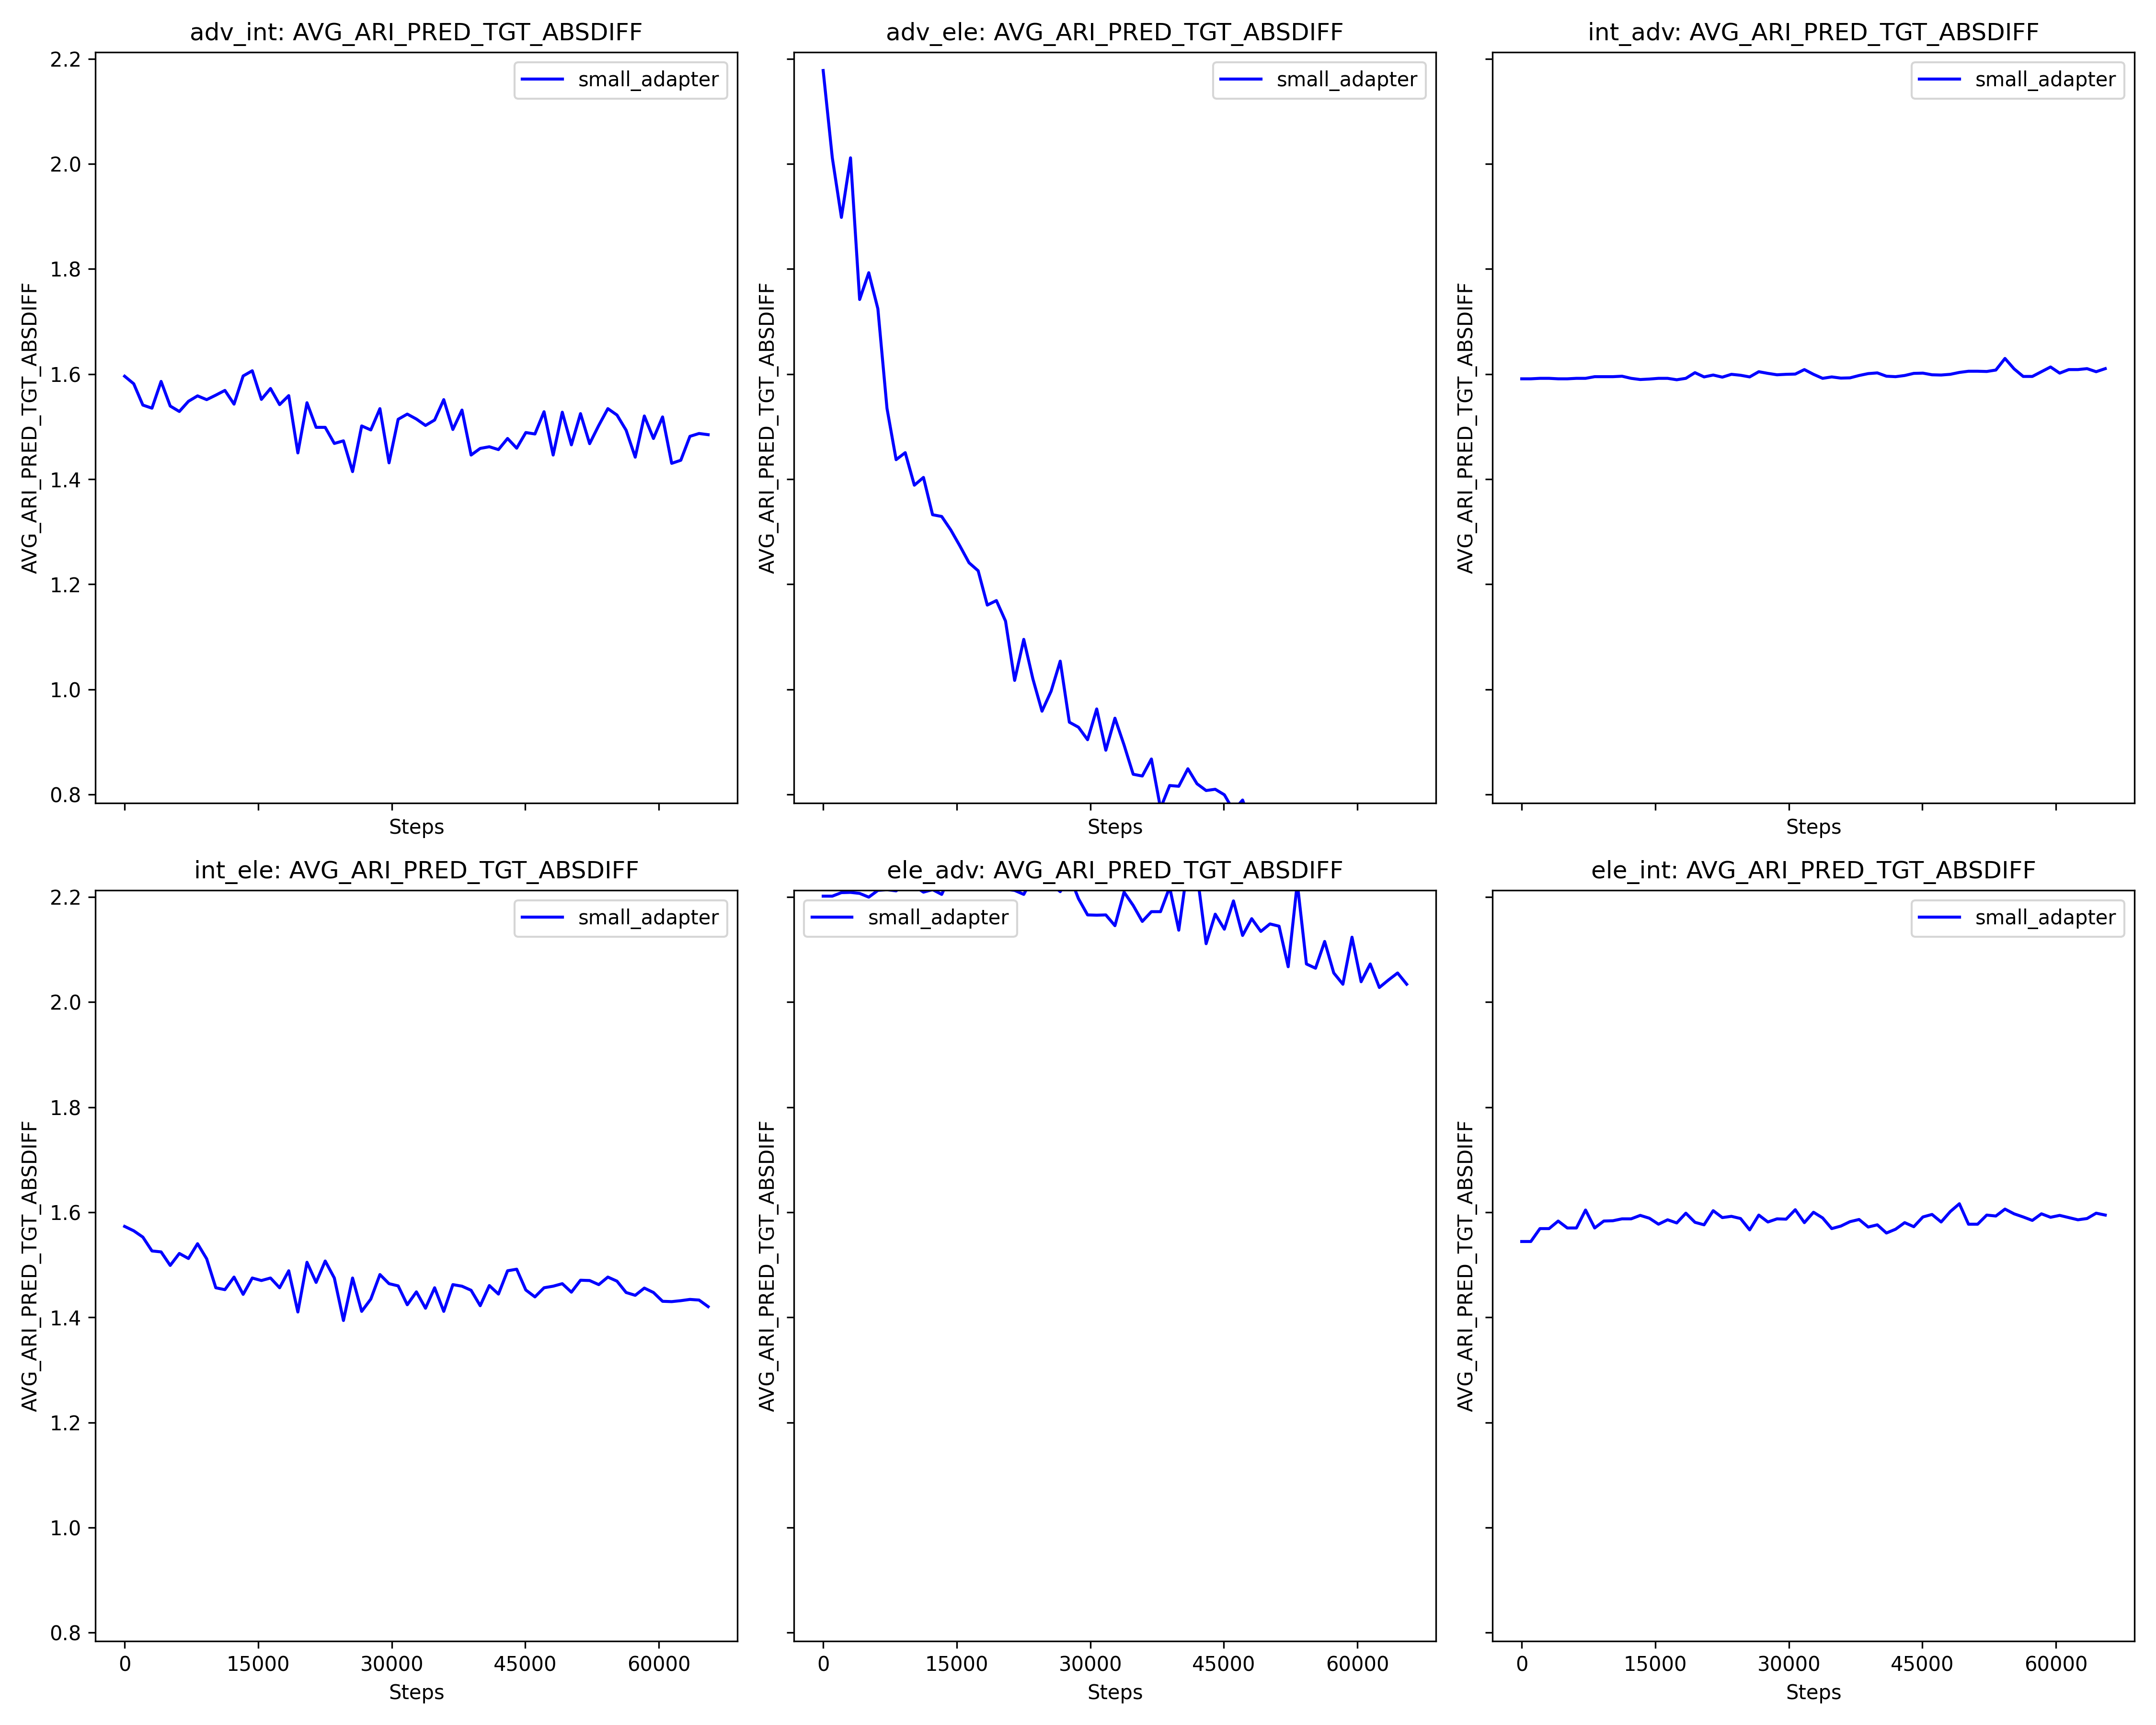 adv_int: AVG_ARI_PRED_TGT_ABSDIFF
adv_ele: AVG_ARI_PRED_TGT_ABSDIFF
int_adv: AVG_ARI_PRED_TGT_ABSDIFF
small_adapter
small_adapter
small_adapter
AVG_ARI_PRED_TGT_ABSDIFF
AVG_ARI_PRED_TGT_ABSDIFF
AVG_ARI_PRED_TGT_ABSDIFF
2.2
2.0
1.8
1.6
1.4
1.2
1.0
0.8
Steps
Steps
Steps
int_ele: AVG_ARI_PRED_TGT_ABSDIFF
ele_adv: AVG_ARI_PRED_TGT_ABSDIFF
ele_int: AVG_ARI_PRED_TGT_ABSDIFF
small_adapter
small_adapter
small_adapter
AVG_ARI_PRED_TGT_ABSDIFF
AVG_ARI_PRED_TGT_ABSDIFF
AVG_ARI_PRED_TGT_ABSDIFF
2.2
2.0
1.8
1.6
1.4
1.2
1.0
0.8
0 15000 30000 45000 60000
0 15000 30000 45000 60000
0 15000 30000 45000 60000
Steps
Steps
Steps